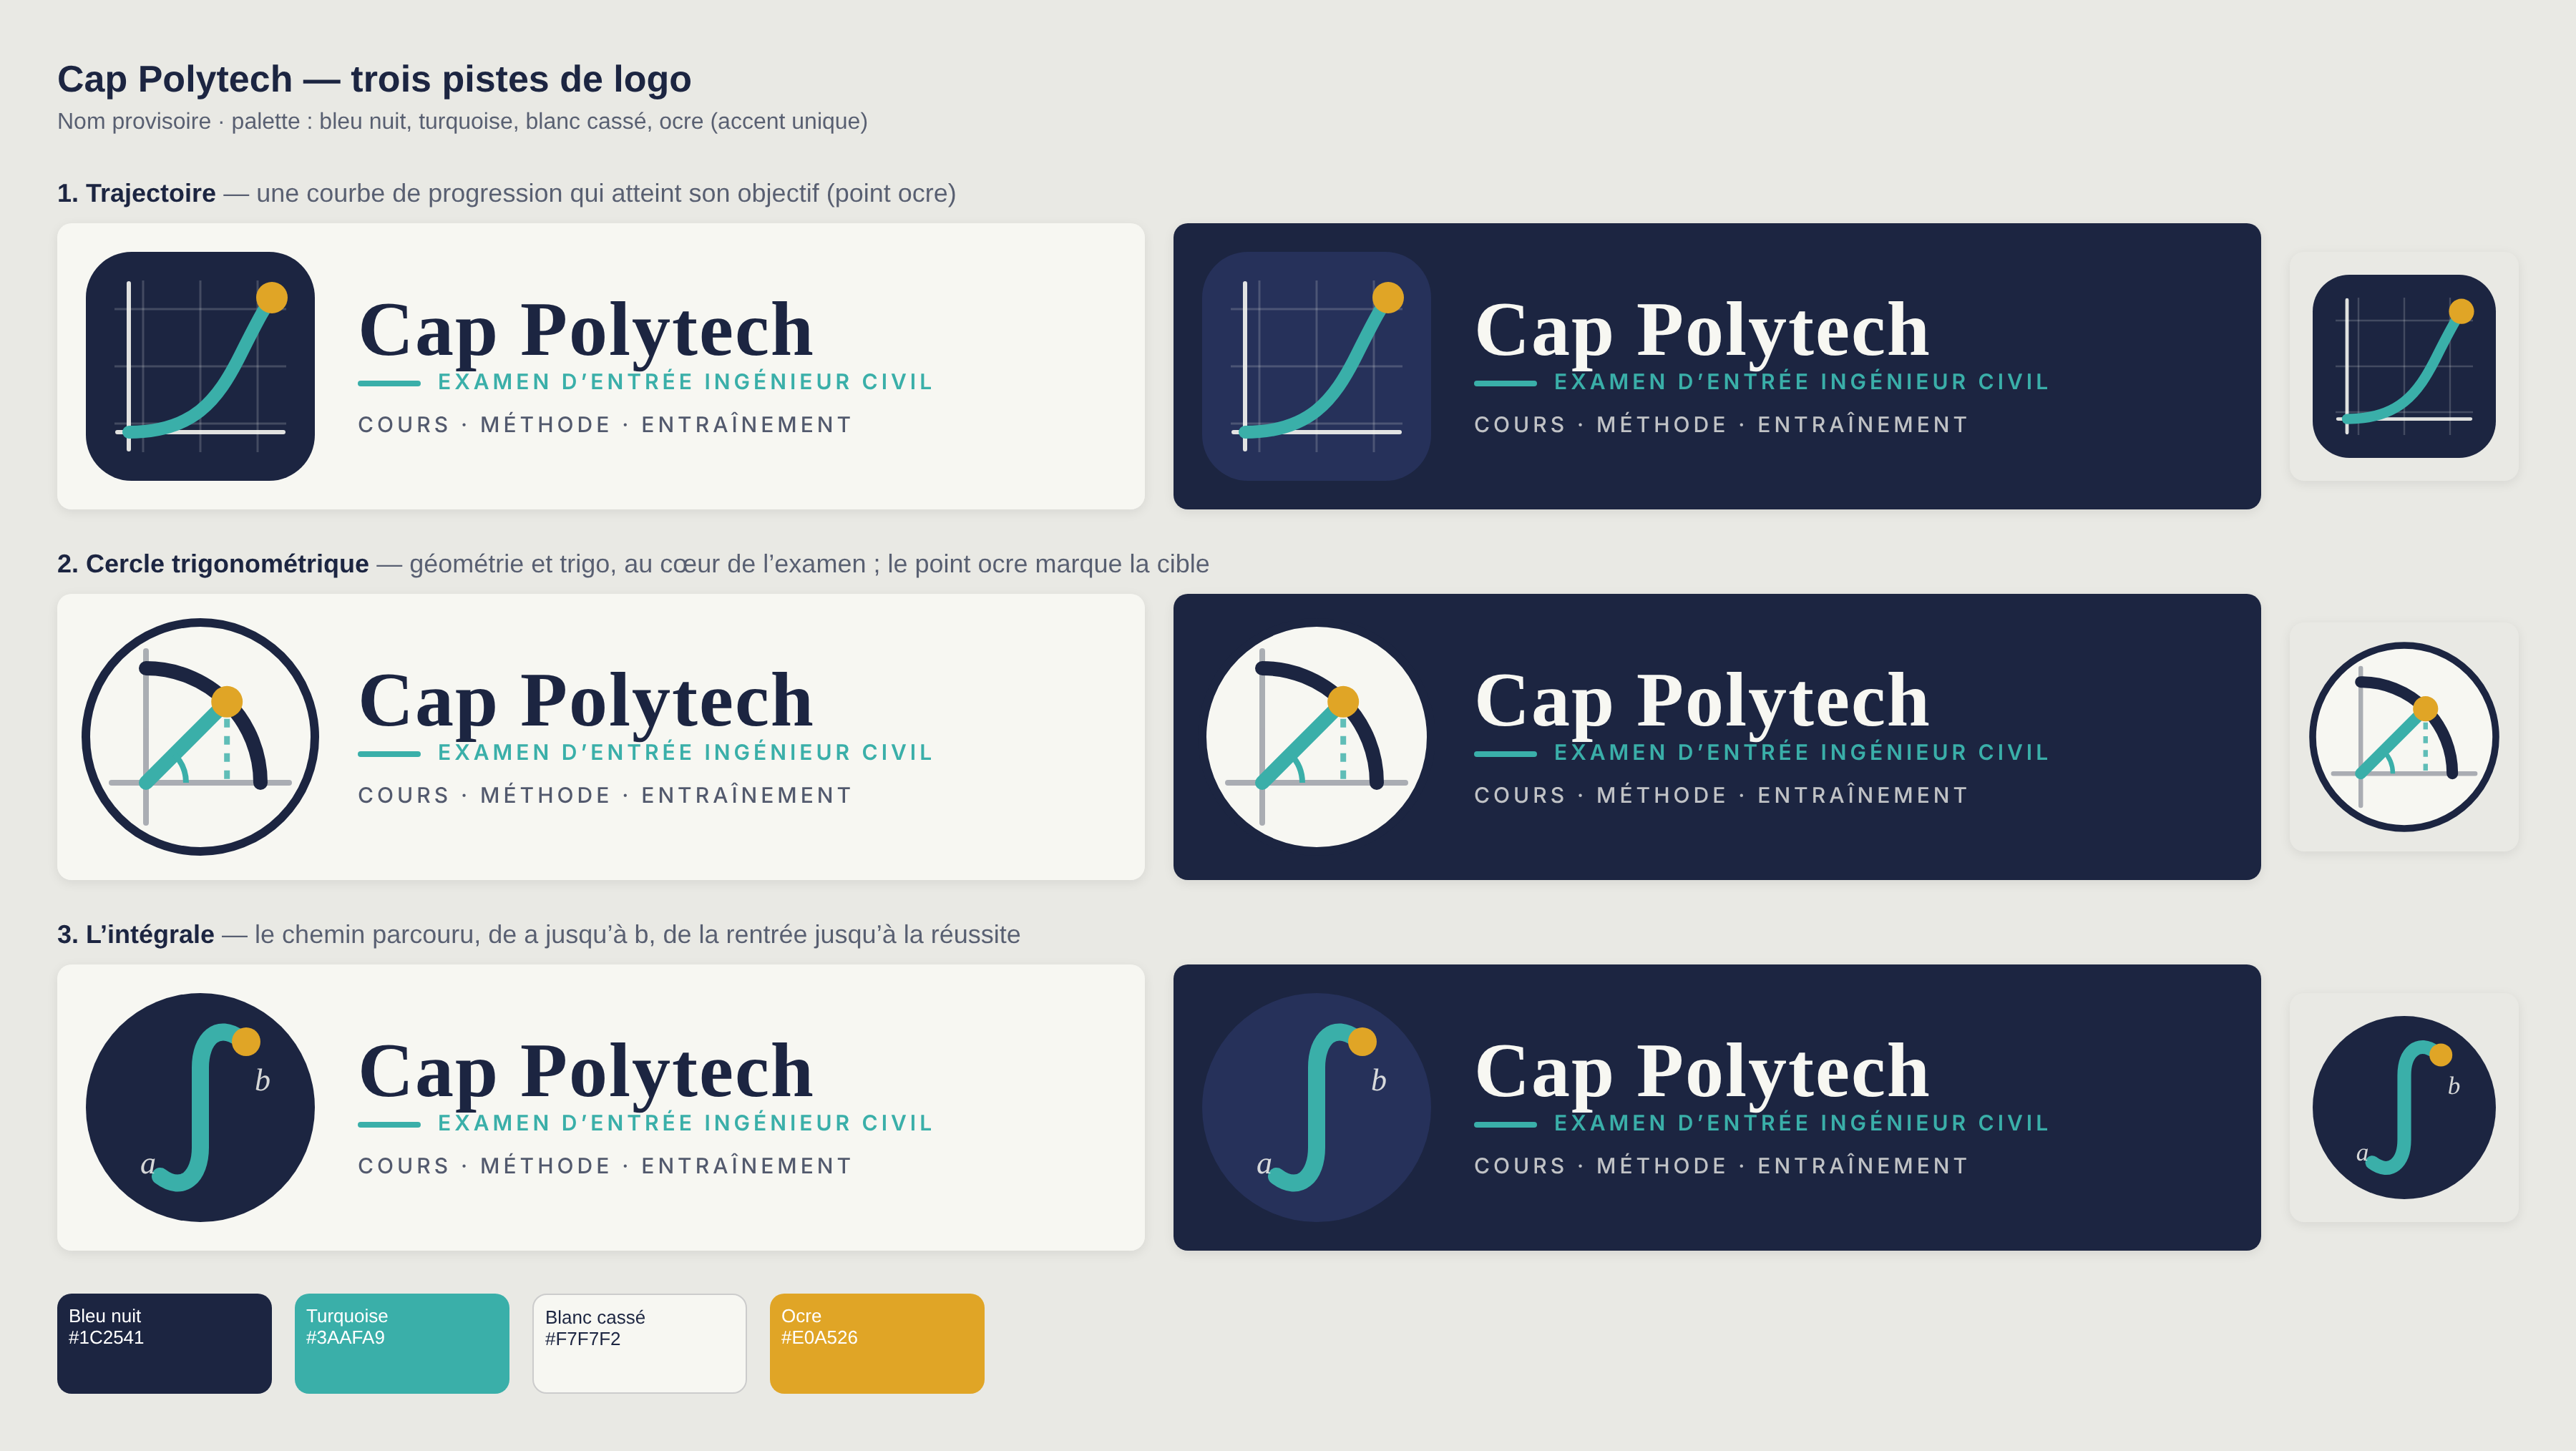 Cap Polytech — trois pistes de logo
Nom provisoire · palette : bleu nuit, turquoise, blanc cassé, ocre (accent unique)
1. Trajectoire — une courbe de progression qui atteint son objectif (point ocre)
Cap Polytech
EXAMEN D’ENTRÉE INGÉNIEUR CIVIL
COURS · MÉTHODE · ENTRAÎNEMENT
Cap Polytech
EXAMEN D’ENTRÉE INGÉNIEUR CIVIL
COURS · MÉTHODE · ENTRAÎNEMENT
2. Cercle trigonométrique — géométrie et trigo, au cœur de l’examen ; le point ocre marque la cible
Cap Polytech
EXAMEN D’ENTRÉE INGÉNIEUR CIVIL
COURS · MÉTHODE · ENTRAÎNEMENT
Cap Polytech
EXAMEN D’ENTRÉE INGÉNIEUR CIVIL
COURS · MÉTHODE · ENTRAÎNEMENT
3. L’intégrale — le chemin parcouru, de a jusqu’à b, de la rentrée jusqu’à la réussite
b
a
Cap Polytech
EXAMEN D’ENTRÉE INGÉNIEUR CIVIL
COURS · MÉTHODE · ENTRAÎNEMENT
b
a
Cap Polytech
EXAMEN D’ENTRÉE INGÉNIEUR CIVIL
COURS · MÉTHODE · ENTRAÎNEMENT
b
a
Bleu nuit
#1C2541
Turquoise
#3AAFA9
Blanc cassé
#F7F7F2
Ocre
#E0A526